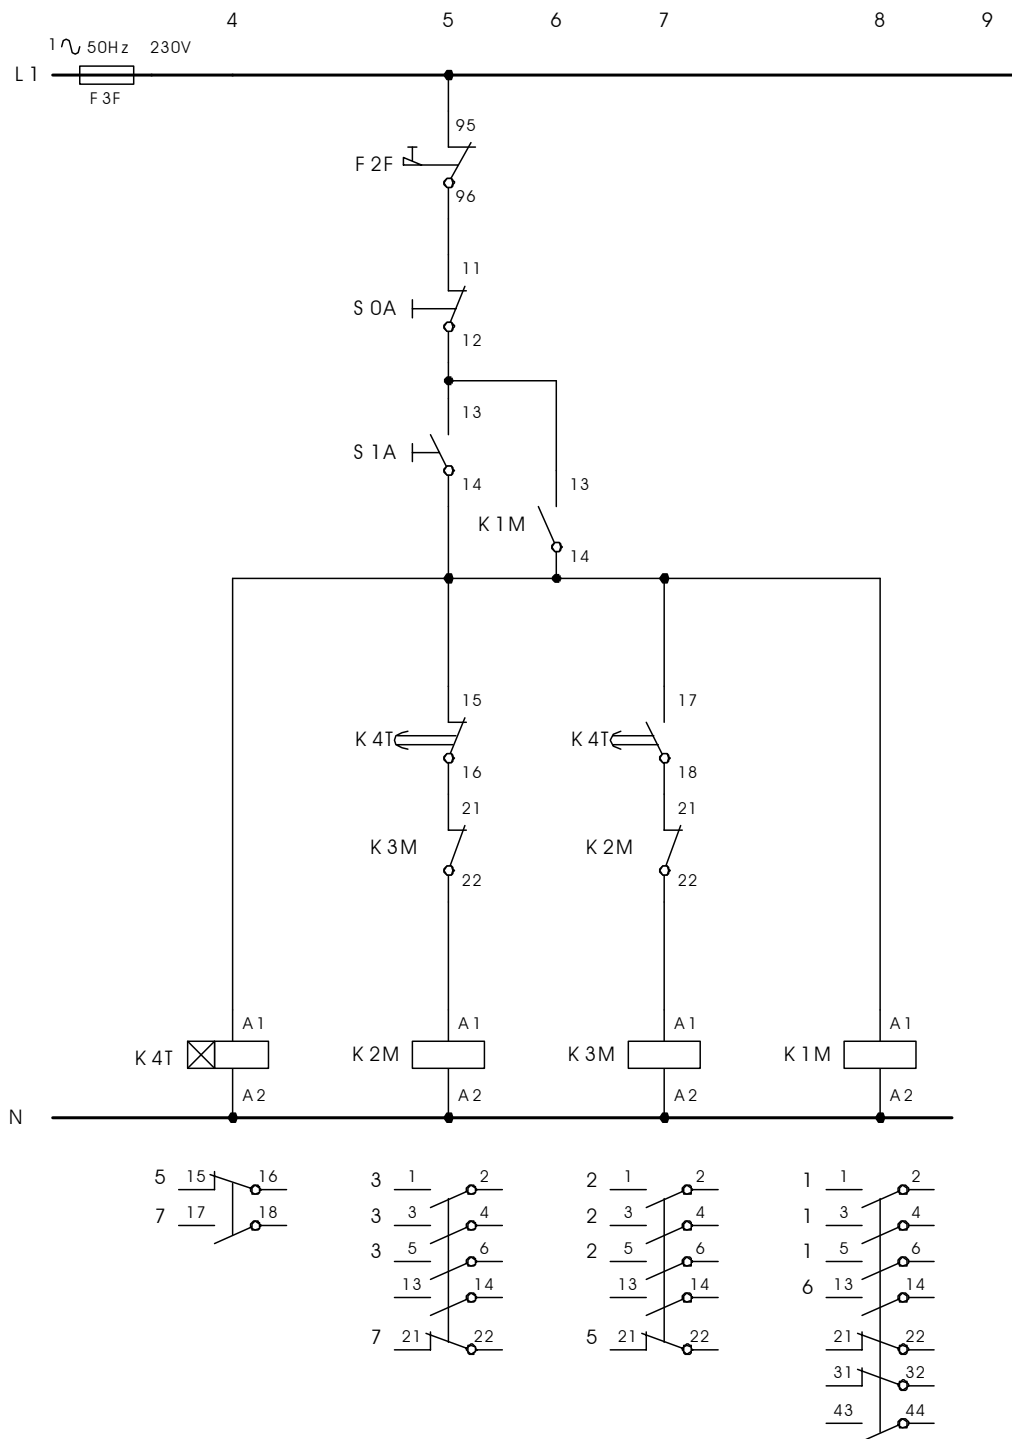 4 5 6 7 8 9
1 50Hz 230V
L1
F3F
95
F2F
96
11
S0A
12
13
S1A
14 13
K1M
14
15 17
K4T K4T
16 18
21 21
K3M K2M
22 22
A1 A1 A1 A1
K4T K2M K3M K1M
A2 A2 A2 A2
N
5 15 16 3 1 2 2 1 2 1 1 2
7 17 18 3 3 4 2 3 4 1 3 4
3 5 6 2 5 6 1 5 6
13 14 13 14 6 13 14
7 21 22 5 21 22 21 22
31 32
43 44